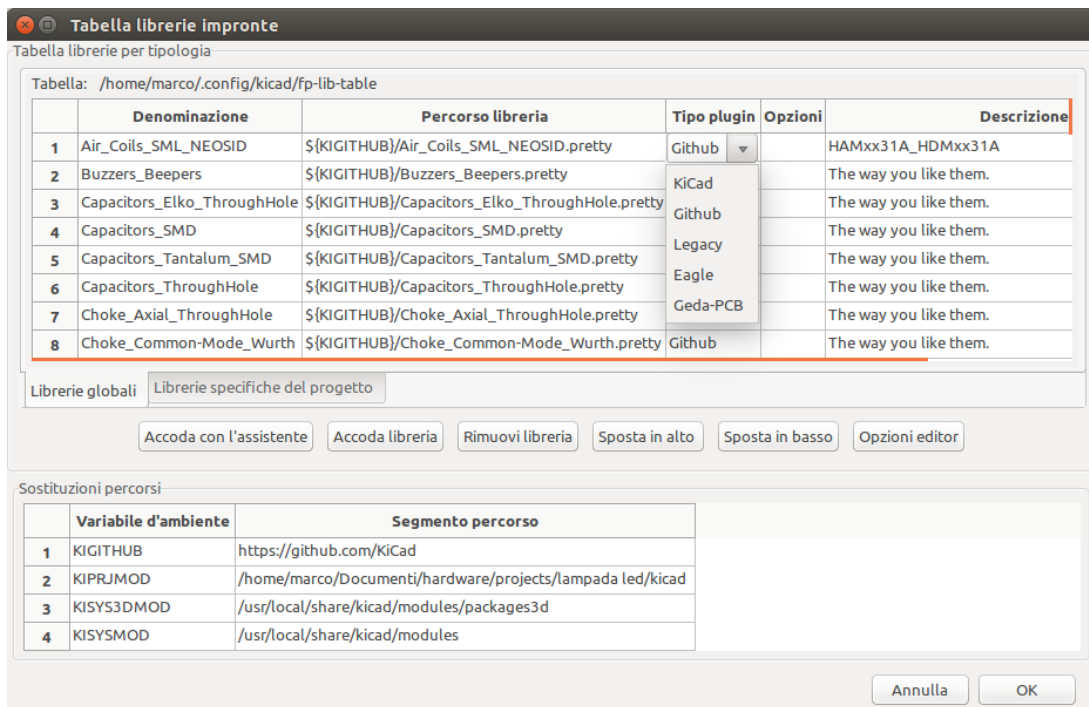 Tabella librerie impronte
Tabella librerie per tipologia
Tabella: /home/marco/.config/kicad/fp-lib-table
Denominazione Percorso libreria Tipo plugin Opzioni Descrizione
1 Air_Coils_SML_NEOSID ${KIGITHUB}/Air_Coils_SML_NEOSID.pretty Github HAMxx31A_HDMxx31A
2 Buzzers_Beepers ${KIGITHUB}/Buzzers_Beepers.pretty KiCad The way you like them.
3 Capacitors_Elko_ThroughHole ${KIGITHUB}/Capacitors_Elko_ThroughHole.pretty Github The way you like them.
4 Capacitors_SMD ${KIGITHUB}/Capacitors_SMD.pretty Legacy The way you like them.
5 Capacitors_Tantalum_SMD ${KIGITHUB}/Capacitors_Tantalum_SMD.pretty Eagle The way you like them.
6 Capacitors_ThroughHole ${KIGITHUB}/Capacitors_ThroughHole.pretty Geda-PCB The way you like them.
7 Choke_Axial_ThroughHole ${KIGITHUB}/Choke_Axial_ThroughHole.pretty The way you like them.
8 Choke_Common-Mode_Wurth ${KIGITHUB}/Choke_Common-Mode_Wurth.pretty Github The way you like them.
Librerie globali Librerie specifiche del progetto
Accoda con l'assistente Accoda libreria Rimuovi libreria Sposta in alto Sposta in basso Opzioni editor
Sostituzioni percorsi
Variabile d'ambiente Segmento percorso
1 KIGITHUB https://github.com/KiCad
2 KIPRJMOD /home/marco/Documenti/hardware/projects/lampada led/kicad
3 KISYS3DMOD /usr/local/share/kicad/modules/packages3d
4 KISYSMOD /usr/local/share/kicad/modules
Annulla OK